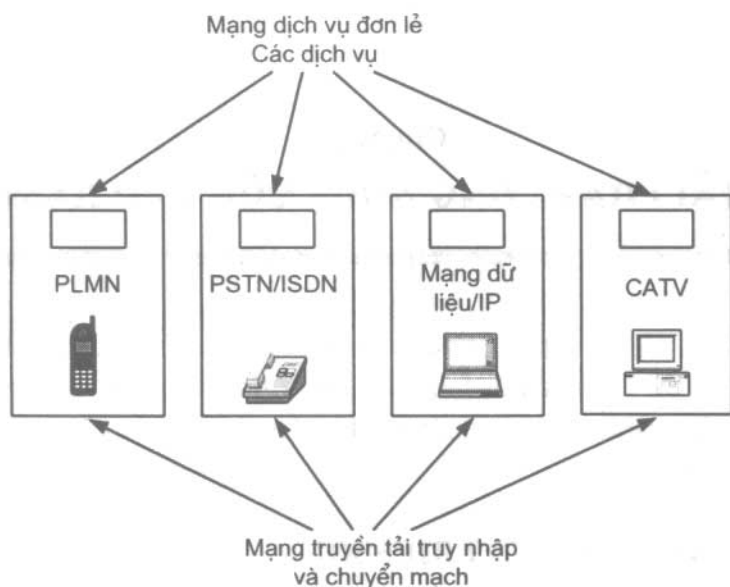 Mạng dịch vụ đơn lẻ
Các dịch vụ
PLMN
PSTN/ISDN
Mạng dữ
liệu/IP
CATV
Mạng truyền tải truy nhập
và chuyển mạch